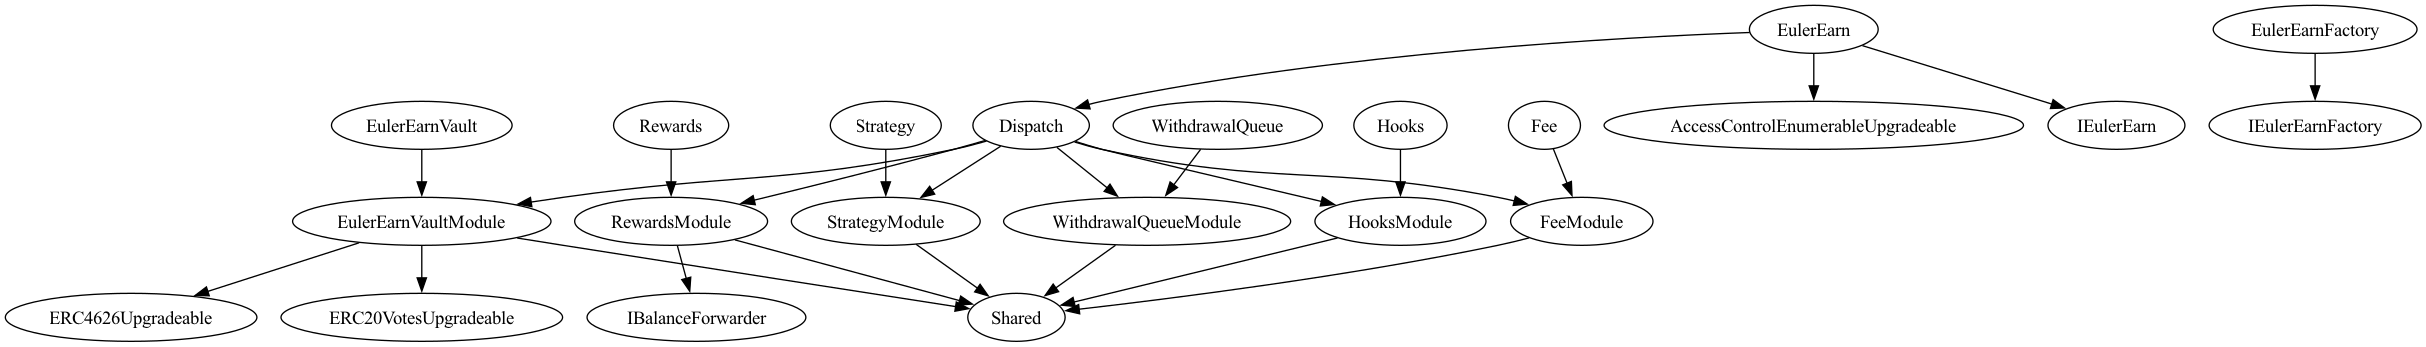 EulerEarn
EulerEarnFactory
EulerEarnVault
Rewards
Strategy
Dispatch
WithdrawalQueue
Hooks
Fee
AccessControlEnumerableUpgradeable
IEulerEarn
IEulerEarnFactory
EulerEarnVaultModule
RewardsModule
StrategyModule
WithdrawalQueueModule
HooksModule
FeeModule
ERC4626Upgradeable
ERC20VotesUpgradeable
IBalanceForwarder
Shared